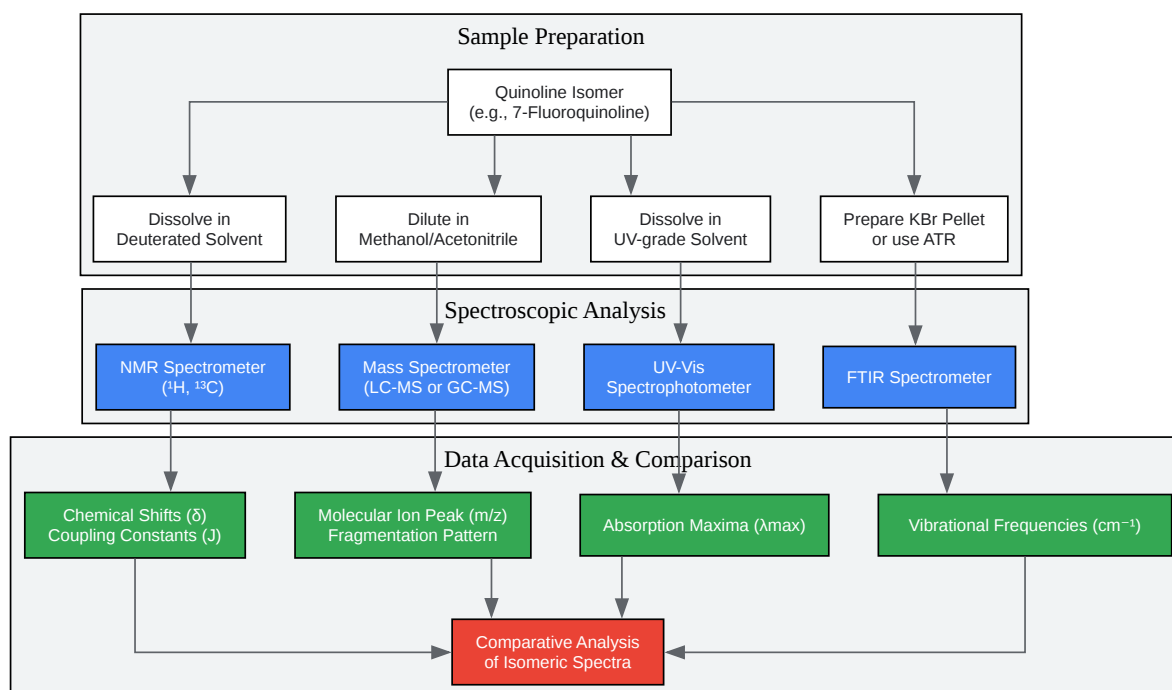 Sample Preparation
Quinoline Isomer
(e.g., 7-Fluoroquinoline)
Dissolve in
Deuterated Solvent
Dilute in
Methanol/Acetonitrile
Dissolve in
UV-grade Solvent
Prepare KBr Pellet
or use ATR
Spectroscopic Analysis
NMR Spectrometer
(¹H, ¹³C)
Mass Spectrometer
(LC-MS or GC-MS)
UV-Vis
Spectrophotometer
FTIR Spectrometer
Data Acquisition & Comparison
Chemical Shifts (δ)
Coupling Constants (J)
Molecular Ion Peak (m/z)
Fragmentation Pattern
Absorption Maxima (λmax)
Vibrational Frequencies (cm⁻¹)
Comparative Analysis
of Isomeric Spectra